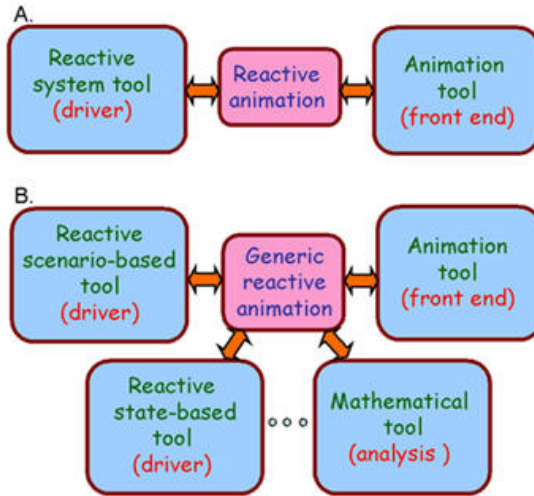 A.
Reactive
system tool
(driver)
Reactive
animation
Animation
tool
(front end)
B.
Reactive
scenario-based
tool
(driver)
Generic
reactive
animation
Animation
tool
(front end)
Reactive
state-based
tool
(driver)
Mathematical
tool
(analysis )